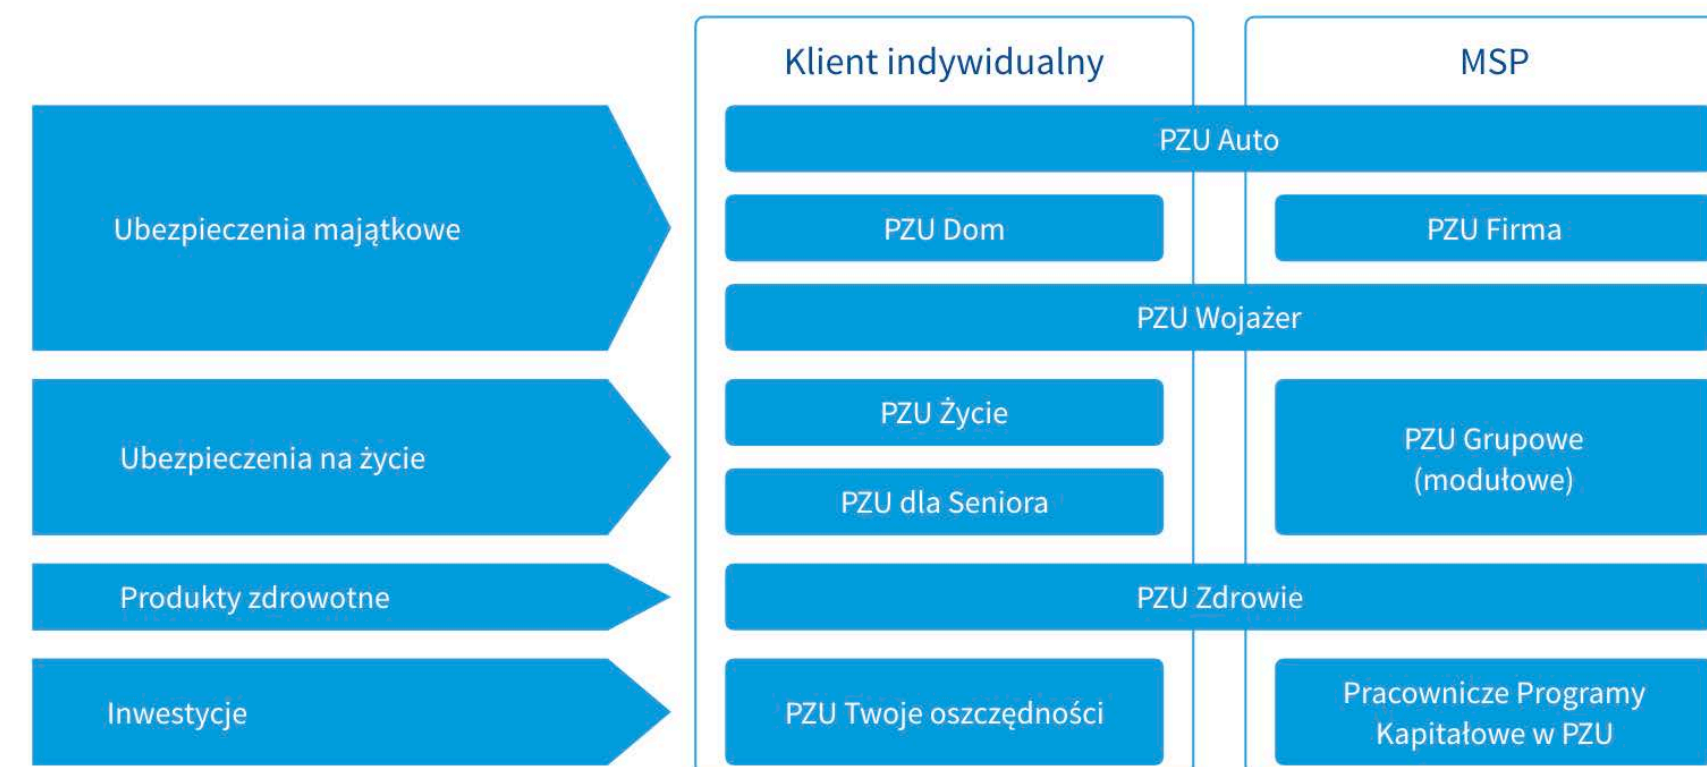 Klient indywidualny
MSP
Ubezpieczenia majątkowe
PZU Auto
PZU Dom
PZU Firma
PZU Wojażer
Ubezpieczenia na życie
PZU Życie
PZU dla Seniora
PZU Grupowe
(modułowe)
Produkty zdrowotne
PZU Zdrowie
Inwestycje
PZU Twoje oszczędności
Pracownicze Programy
Kapitałowe w PZU